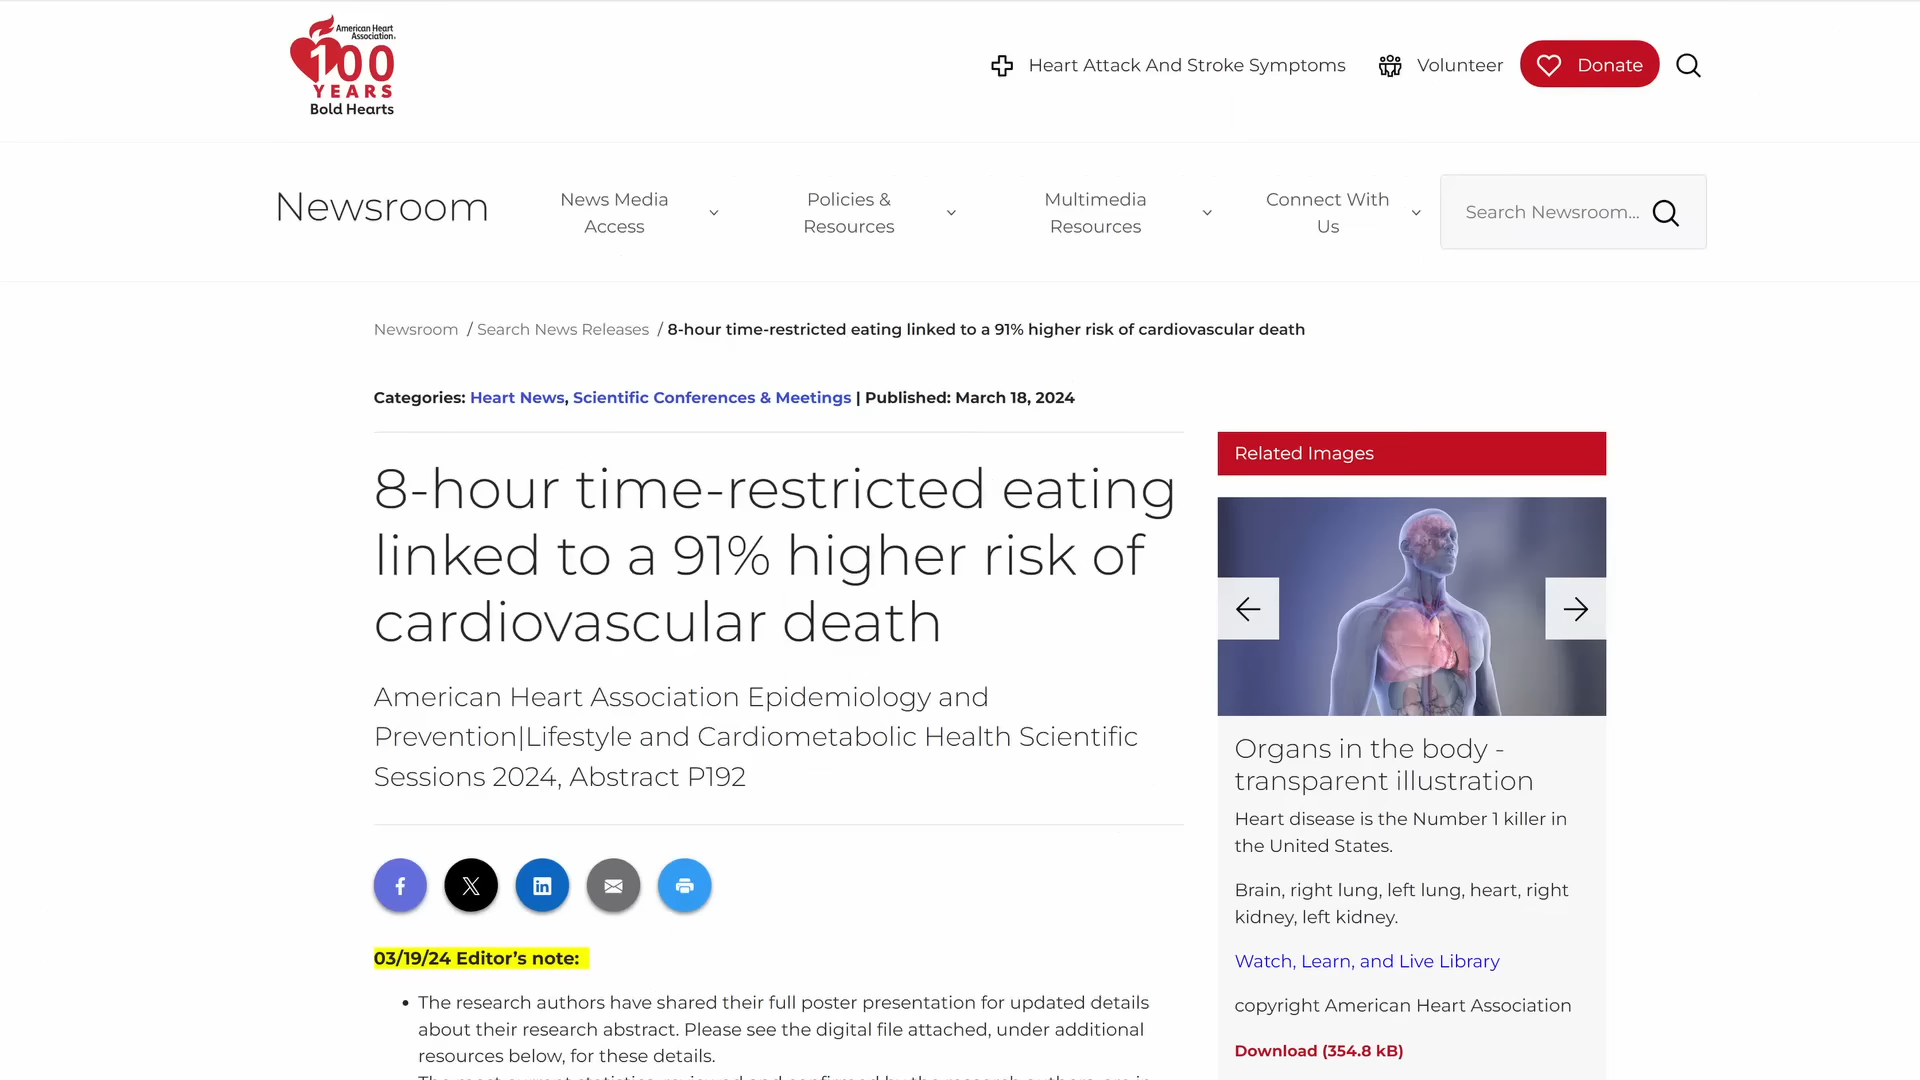 American Heart
Association.
100
YEARS
Bold Hearts
Heart Attack And Stroke Symptoms
Volunteer
Donate
Newsroom
News Media
Access
Policies &
Resources
Multimedia
Resources
Connect With
Us
Search Newsroom...
Newsroom / Search News Releases / 8-hour time-restricted eating linked to a 91% higher risk of cardiovascular death
Categories: Heart News, Scientific Conferences & Meetings | Published: March 18, 2024
8-hour time-restricted eating
linked to a 91% higher risk of
cardiovascular death
American Heart Association Epidemiology and
Prevention|Lifestyle and Cardiometabolic Health Scientific
Sessions 2024, Abstract P192
03/19/24 Editor’s note:
• The research authors have shared their full poster presentation for updated details
about their research abstract. Please see the digital file attached, under additional
resources below, for these details.
Related Images
Organs in the body -
transparent illustration
Heart disease is the Number 1 killer in
the United States.
Brain, right lung, left lung, heart, right
kidney, left kidney.
Watch, Learn, and Live Library
copyright American Heart Association
Download (354.8 kB)